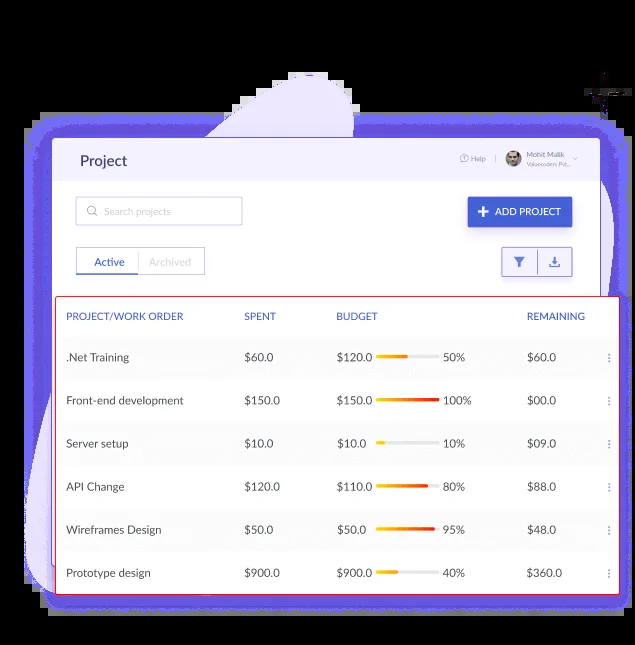 Project
Help
Mohit Malik
Valuecoders Pvt...
Search projects
ADD PROJECT
Active Archived
PROJECT/WORK ORDER SPENT BUDGET REMAINING
.Net Training $60.0 $120.0 50% $60.0
Front-end development $150.0 $150.0 100% $00.0
Server setup $10.0 $10.0 10% $09.0
API Change $120.0 $110.0 80% $88.0
Wireframes Design $50.0 $50.0 95% $48.0
Prototype design $900.0 $900.0 40% $360.0